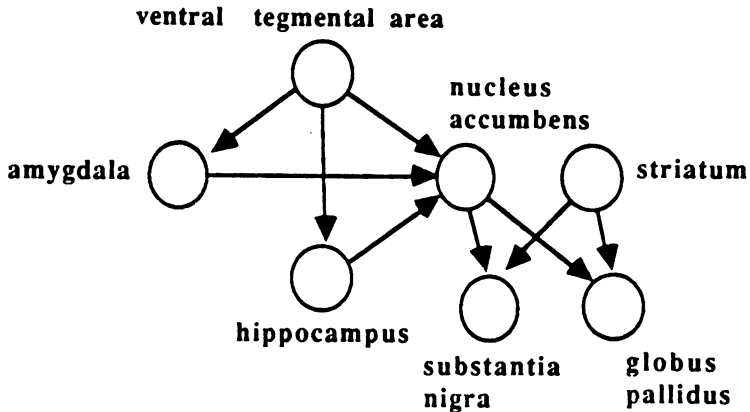 ventral tegmental area
nucleus
accumbens
amygdala
striatum
hippocampus
substantia
nigra
globus
pallidus